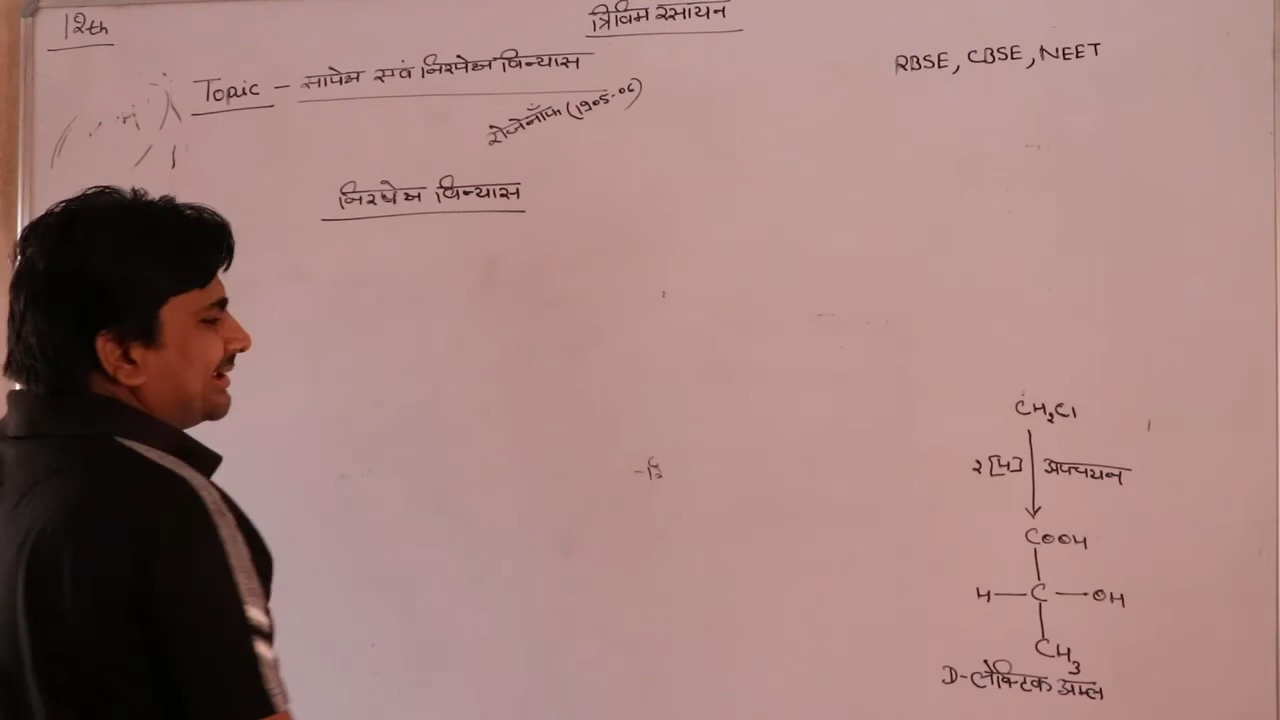 12th
त्रिविम रसायन
RBSE, CBSE, NEET
Topic - सापेक्ष एवं निरपेक्ष विन्यास
रोजेनॉफ (1905-06)
निरपेक्ष विन्यास
CH₂Cl
2[H] अपचयन
COOH
H—C—OH
CH₃
D-लैक्टिक अम्ल